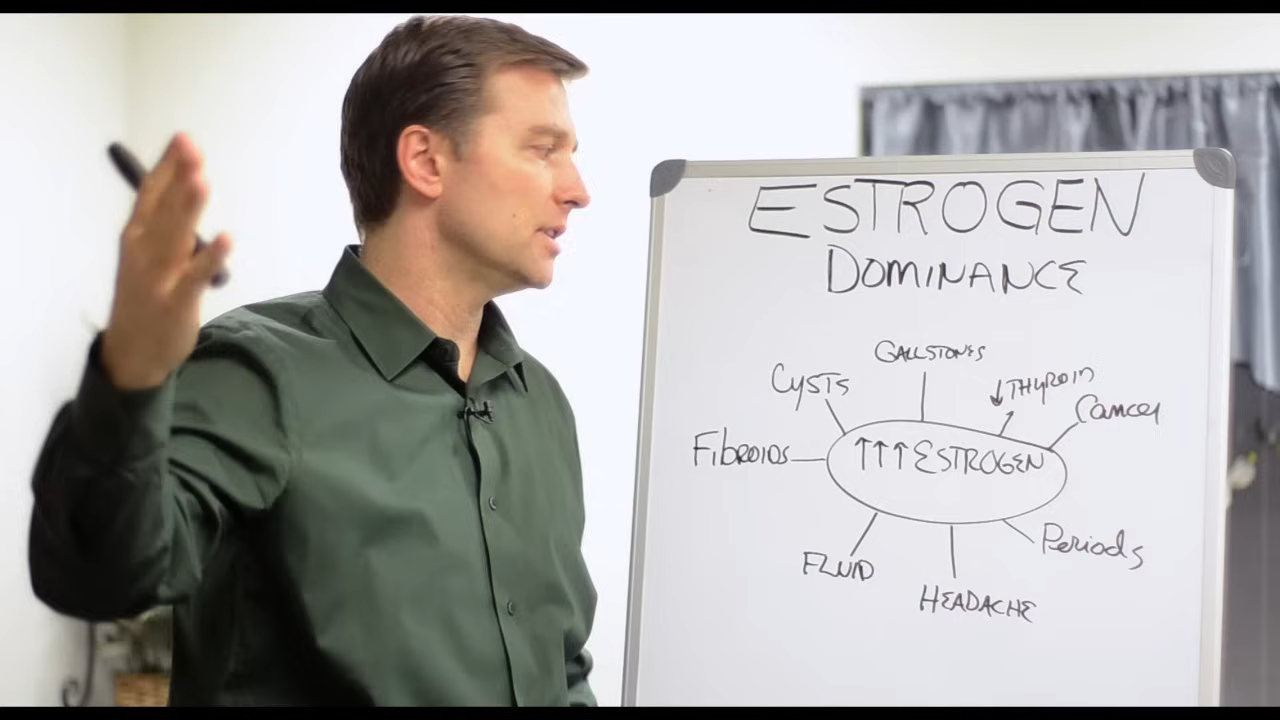 ESTROGEN
DOMINANCE
GALLSTONES
CYSTS
↓ THYROID
Cancer
FIBROIDS
↑↑↑ ESTROGEN
Periods
FLUID
HEADACHE